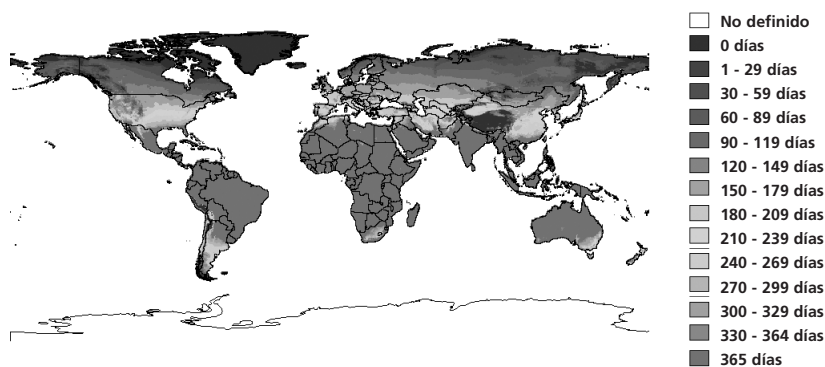 No definido
0 días
1 - 29 días
30 - 59 días
60 - 89 días
90 - 119 días
120 - 149 días
150 - 179 días
180 - 209 días
210 - 239 días
240 - 269 días
270 - 299 días
300 - 329 días
330 - 364 días
365 días